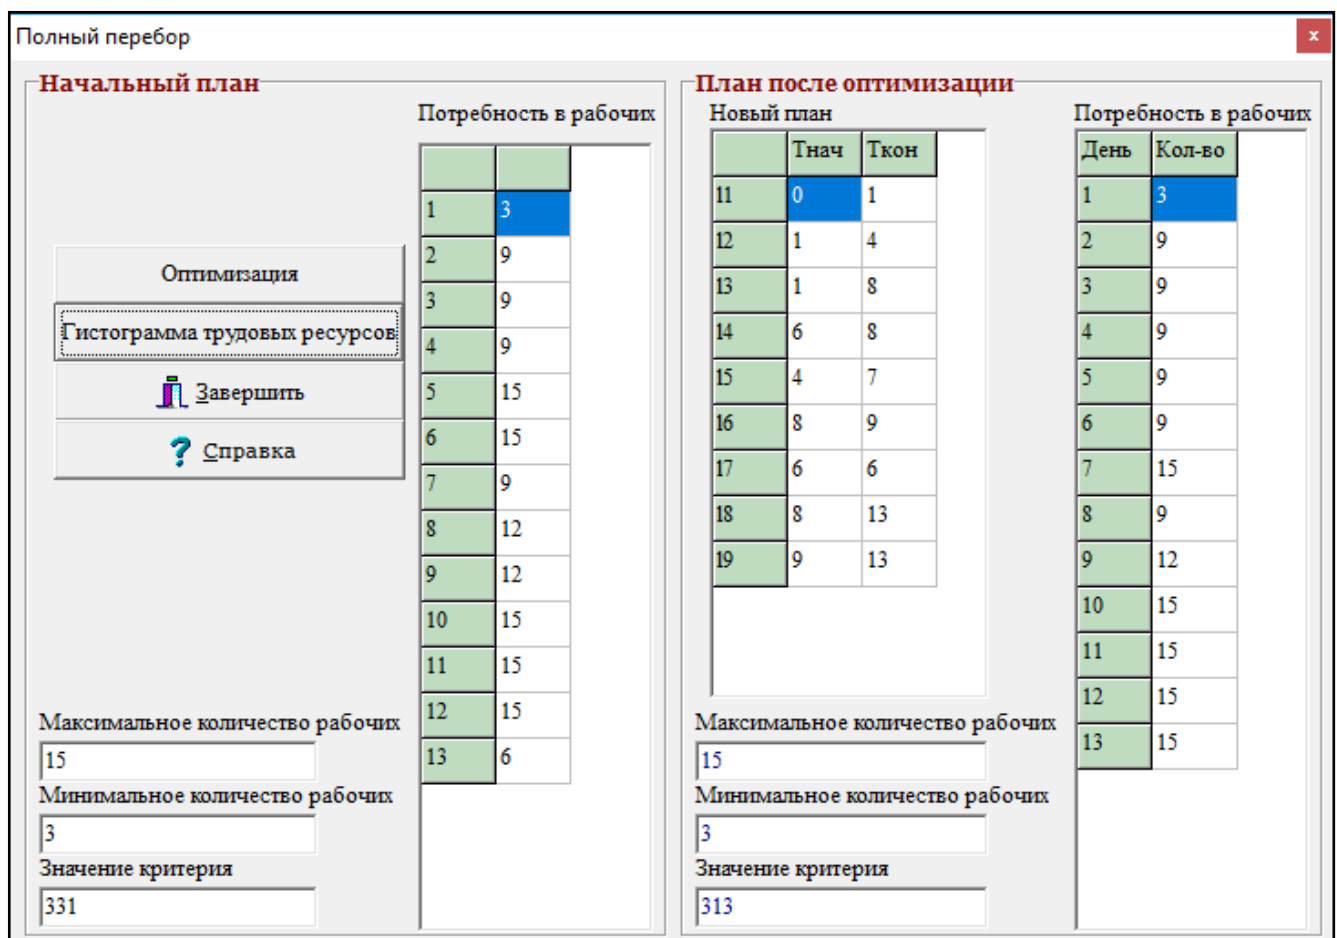 Полный перебор
x
Начальный план
Потребность в рабочих
1 3
2 9
3 9
4 9
5 15
6 15
7 9
8 12
9 12
10 15
11 15
12 15
13 6
Оптимизация
Гистограмма трудовых ресурсов
Завершить
? Справка
Максимальное количество рабочих
15
Минимальное количество рабочих
3
Значение критерия
331
План после оптимизации
Новый план
Тнач Ткон
11 0 1
12 1 4
13 1 8
14 6 8
15 4 7
16 8 9
17 6 6
18 8 13
19 9 13
Потребность в рабочих
День Кол-во
1 3
2 9
3 9
4 9
5 9
6 9
7 15
8 9
9 12
10 15
11 15
12 15
13 15
Максимальное количество рабочих
15
Минимальное количество рабочих
3
Значение критерия
313